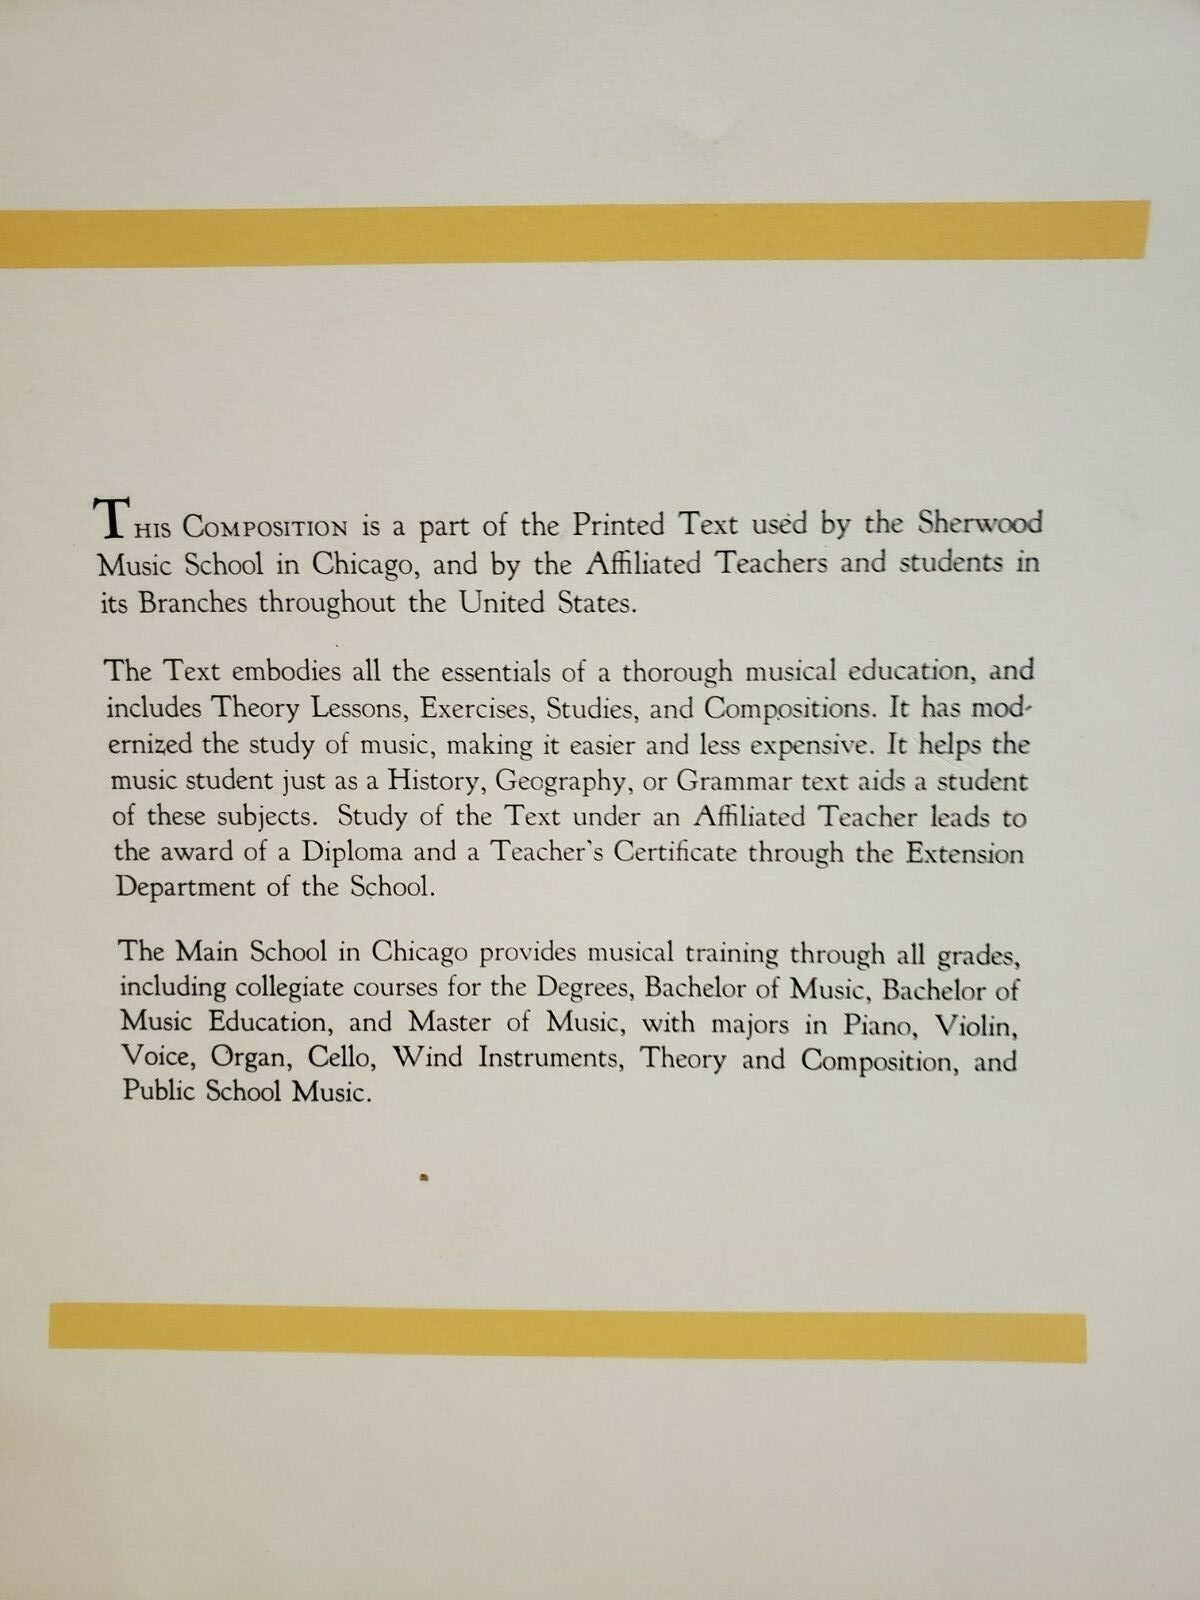 THIS COMPOSITION is a part of the Printed Text used by the Sherwood
Music School in Chicago, and by the Affiliated Teachers and students in
its Branches throughout the United States.
The Text embodies all the essentials of a thorough musical education, and
includes Theory Lessons, Exercises, Studies, and Compositions. It has mod-
ernized the study of music, making it easier and less expensive. It helps the
music student just as a History, Geography, or Grammar text aids a student
of these subjects. Study of the Text under an Affiliated Teacher leads to
the award of a Diploma and a Teacher's Certificate through the Extension
Department of the School.
The Main School in Chicago provides musical training through all grades,
including collegiate courses for the Degrees, Bachelor of Music, Bachelor of
Music Education, and Master of Music, with majors in Piano, Violin,
Voice, Organ, Cello, Wind Instruments, Theory and Composition, and
Public School Music.